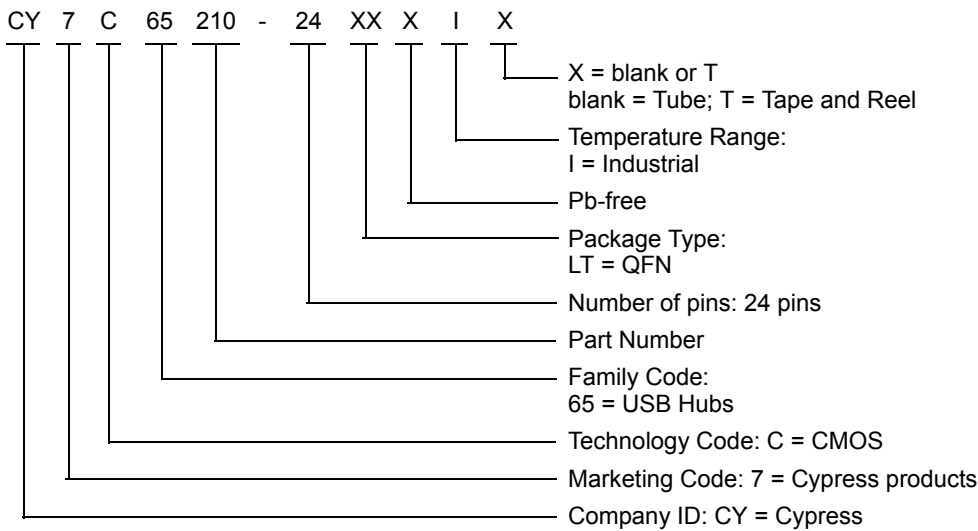 CY 7 C 65 210 - 24 XX X I X
X = blank or T
blank = Tube; T = Tape and Reel
Temperature Range:
I = Industrial
Pb-free
Package Type:
LT = QFN
Number of pins: 24 pins
Part Number
Family Code:
65 = USB Hubs
Technology Code: C = CMOS
Marketing Code: 7 = Cypress products
Company ID: CY = Cypress